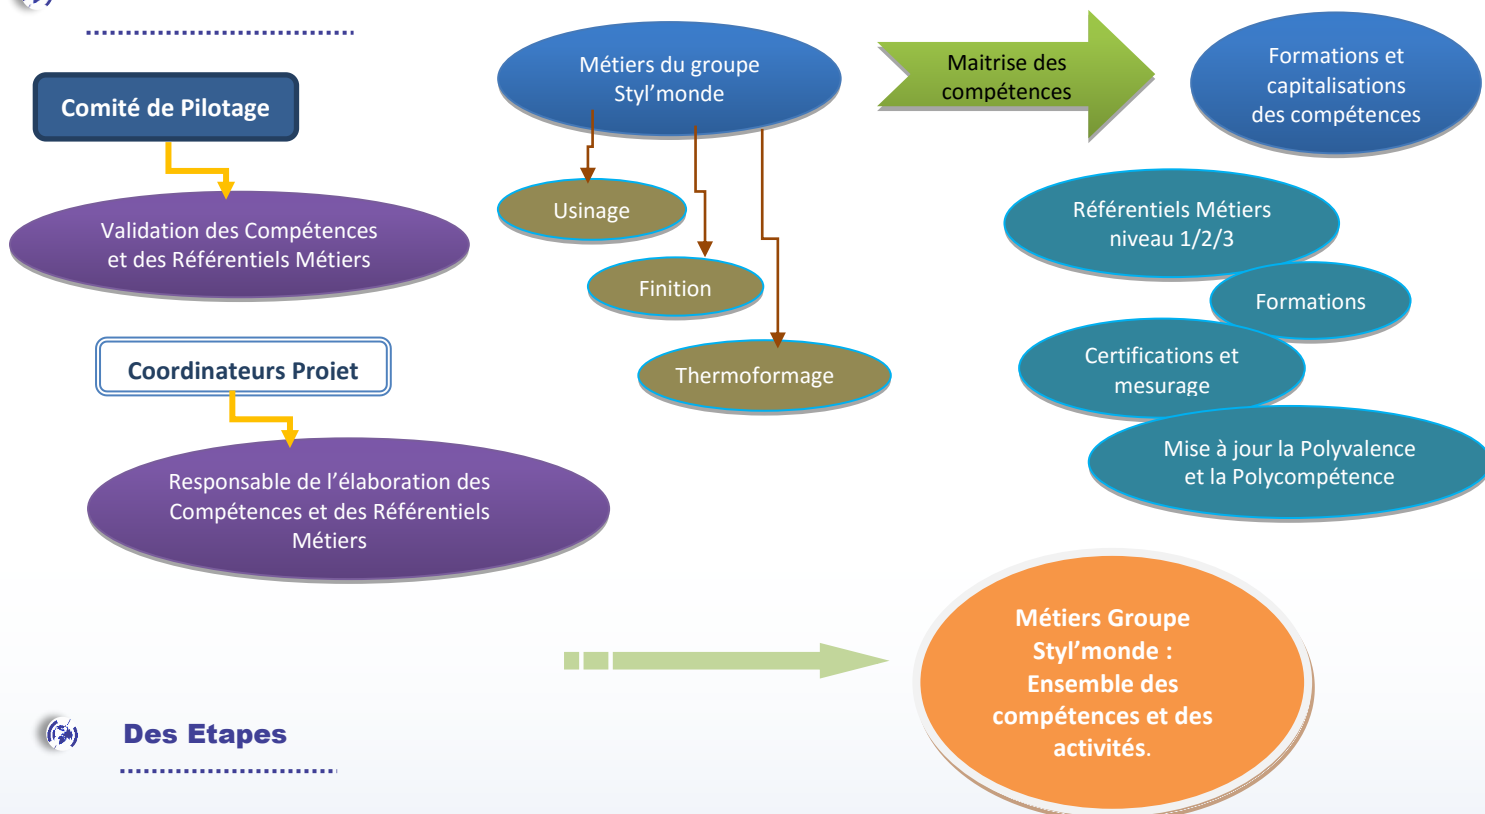 Comité de Pilotage
Validation des Compétences
et des Référentiels Métiers
Coordinateurs Projet
Responsable de l'élaboration des
Compétences et des Référentiels
Métiers
Métiers du groupe
Styl'monde
Usinage
Finition
Thermoformage
Maitrise des
compétences
Formations et
capitalisations
des compétences
Référentiels Métiers
niveau 1/2/3
Formations
Certifications et
mesurage
Mise à jour la Polyvalence
et la Polycompétence
Métiers Groupe
Styl'monde :
Ensemble des
compétences et des
activités.
Des Etapes